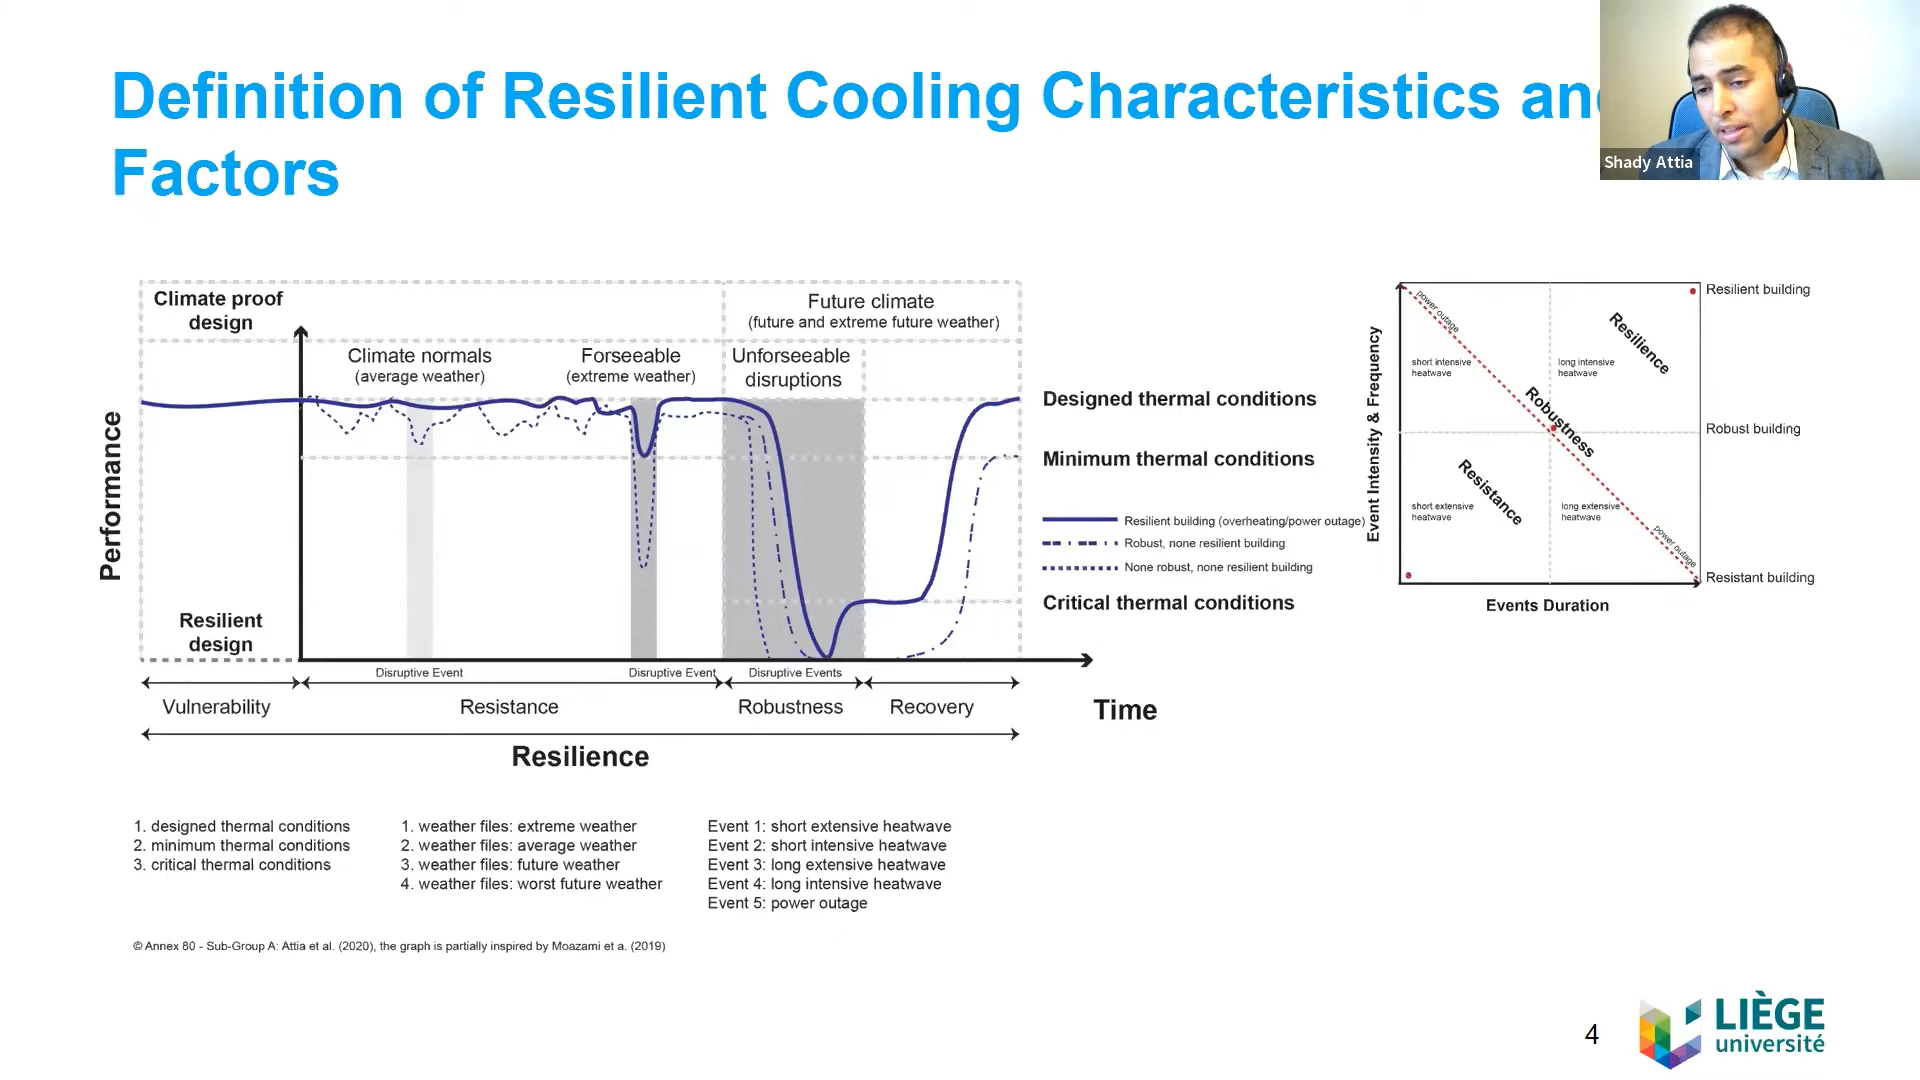 Definition of Resilient Cooling Characteristics an
Factors
Shady Attia
Climate proof
design
Future climate
(future and extreme future weather)
Climate normals
(average weather)
Forseeable
(extreme weather)
Unforseeable
disruptions
Performance
Designed thermal conditions
Minimum thermal conditions
Resilient building (overheating/power outage)
Robust, none resilient building
None robust, none resilient building
Critical thermal conditions
Resilient
design
Disruptive Event
Disruptive Event
Disruptive Events
Vulnerability
Resistance
Robustness
Recovery
Time
Resilience
Event Intensity & Frequency
power outage
short intensive
heatwave
long intensive
heatwave
Resilience
Robustness
Resistance
short extensive
heatwave
long extensive
heatwave
power outage
Resilient building
Robust building
Resistant building
Events Duration
1. designed thermal conditions
2. minimum thermal conditions
3. critical thermal conditions
1. weather files: extreme weather
2. weather files: average weather
3. weather files: future weather
4. weather files: worst future weather
Event 1: short extensive heatwave
Event 2: short intensive heatwave
Event 3: long extensive heatwave
Event 4: long intensive heatwave
Event 5: power outage
© Annex 80 - Sub-Group A: Attia et al. (2020), the graph is partially inspired by Moazami et a. (2019)
4
LIÈGE
université